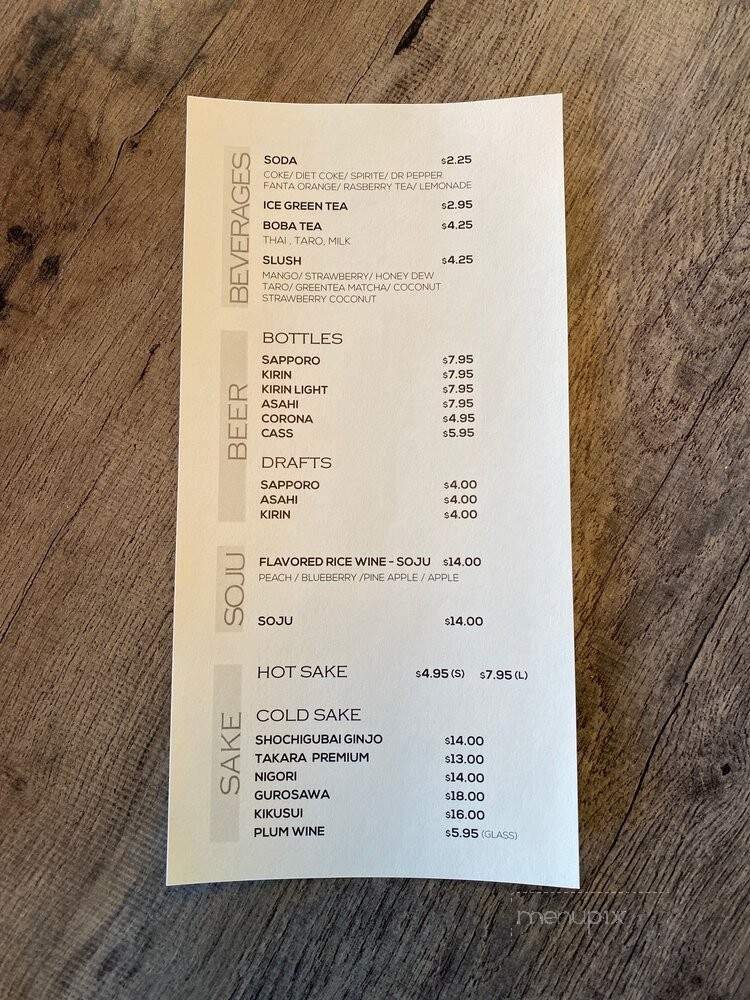 BEVERAGES
SODA $2.25
COKE/ DIET COKE/ SPIRITE/ DR PEPPER
FANTA ORANGE/ RASBERRY TEA/ LEMONADE
ICE GREEN TEA $2.95
BOBA TEA $4.25
THAI , TARO, MILK
SLUSH $4.25
MANGO/ STRAWBERRY/ HONEY DEW
TARO/ GREENTEA MATCHA/ COCONUT
STRAWBERRY COCONUT
BEER
BOTTLES
SAPPORO $7.95
KIRIN $7.95
KIRIN LIGHT $7.95
ASAHI $7.95
CORONA $4.95
CASS $5.95
DRAFTS
SAPPORO $4.00
ASAHI $4.00
KIRIN $4.00
SOJU
FLAVORED RICE WINE - SOJU $14.00
PEACH / BLUEBERRY /PINE APPLE / APPLE
SOJU $14.00
SAKE
HOT SAKE $4.95 (S) $7.95 (L)
COLD SAKE
SHOCHIGUBAI GINJO $14.00
TAKARA PREMIUM $13.00
NIGORI $14.00
GUROSAWA $18.00
KIKUSUI $16.00
PLUM WINE $5.95 (GLASS)
menupix